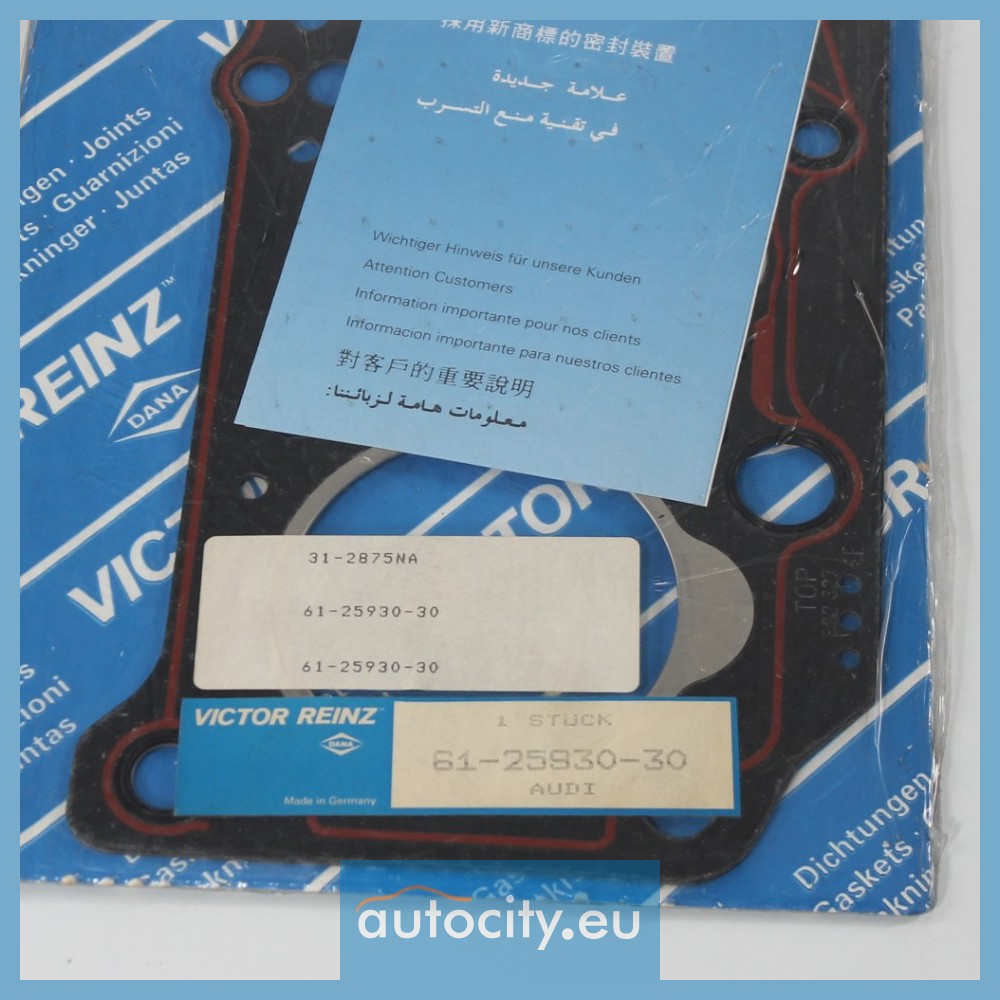 採用新商標的密封裝置
علامة جديدة
في تقنية منع التسرب
Wichtiger Hinweis für unsere Kunden
Attention Customers
Information importante pour nos clients
Informacion importante para nuestros clientes
對客戶的重要說明
معلومات هامة لزبائننا:
Joints
Guarnizioni
Juntas
REINZ™
DANA
31-2875NA
61-25930-30
61-25930-30
TOP
VICTOR REINZ
DANA
Made in Germany
1 STÜCK
61-25930-30
AUDI
Dichtungen
Gaskets
autocity.eu